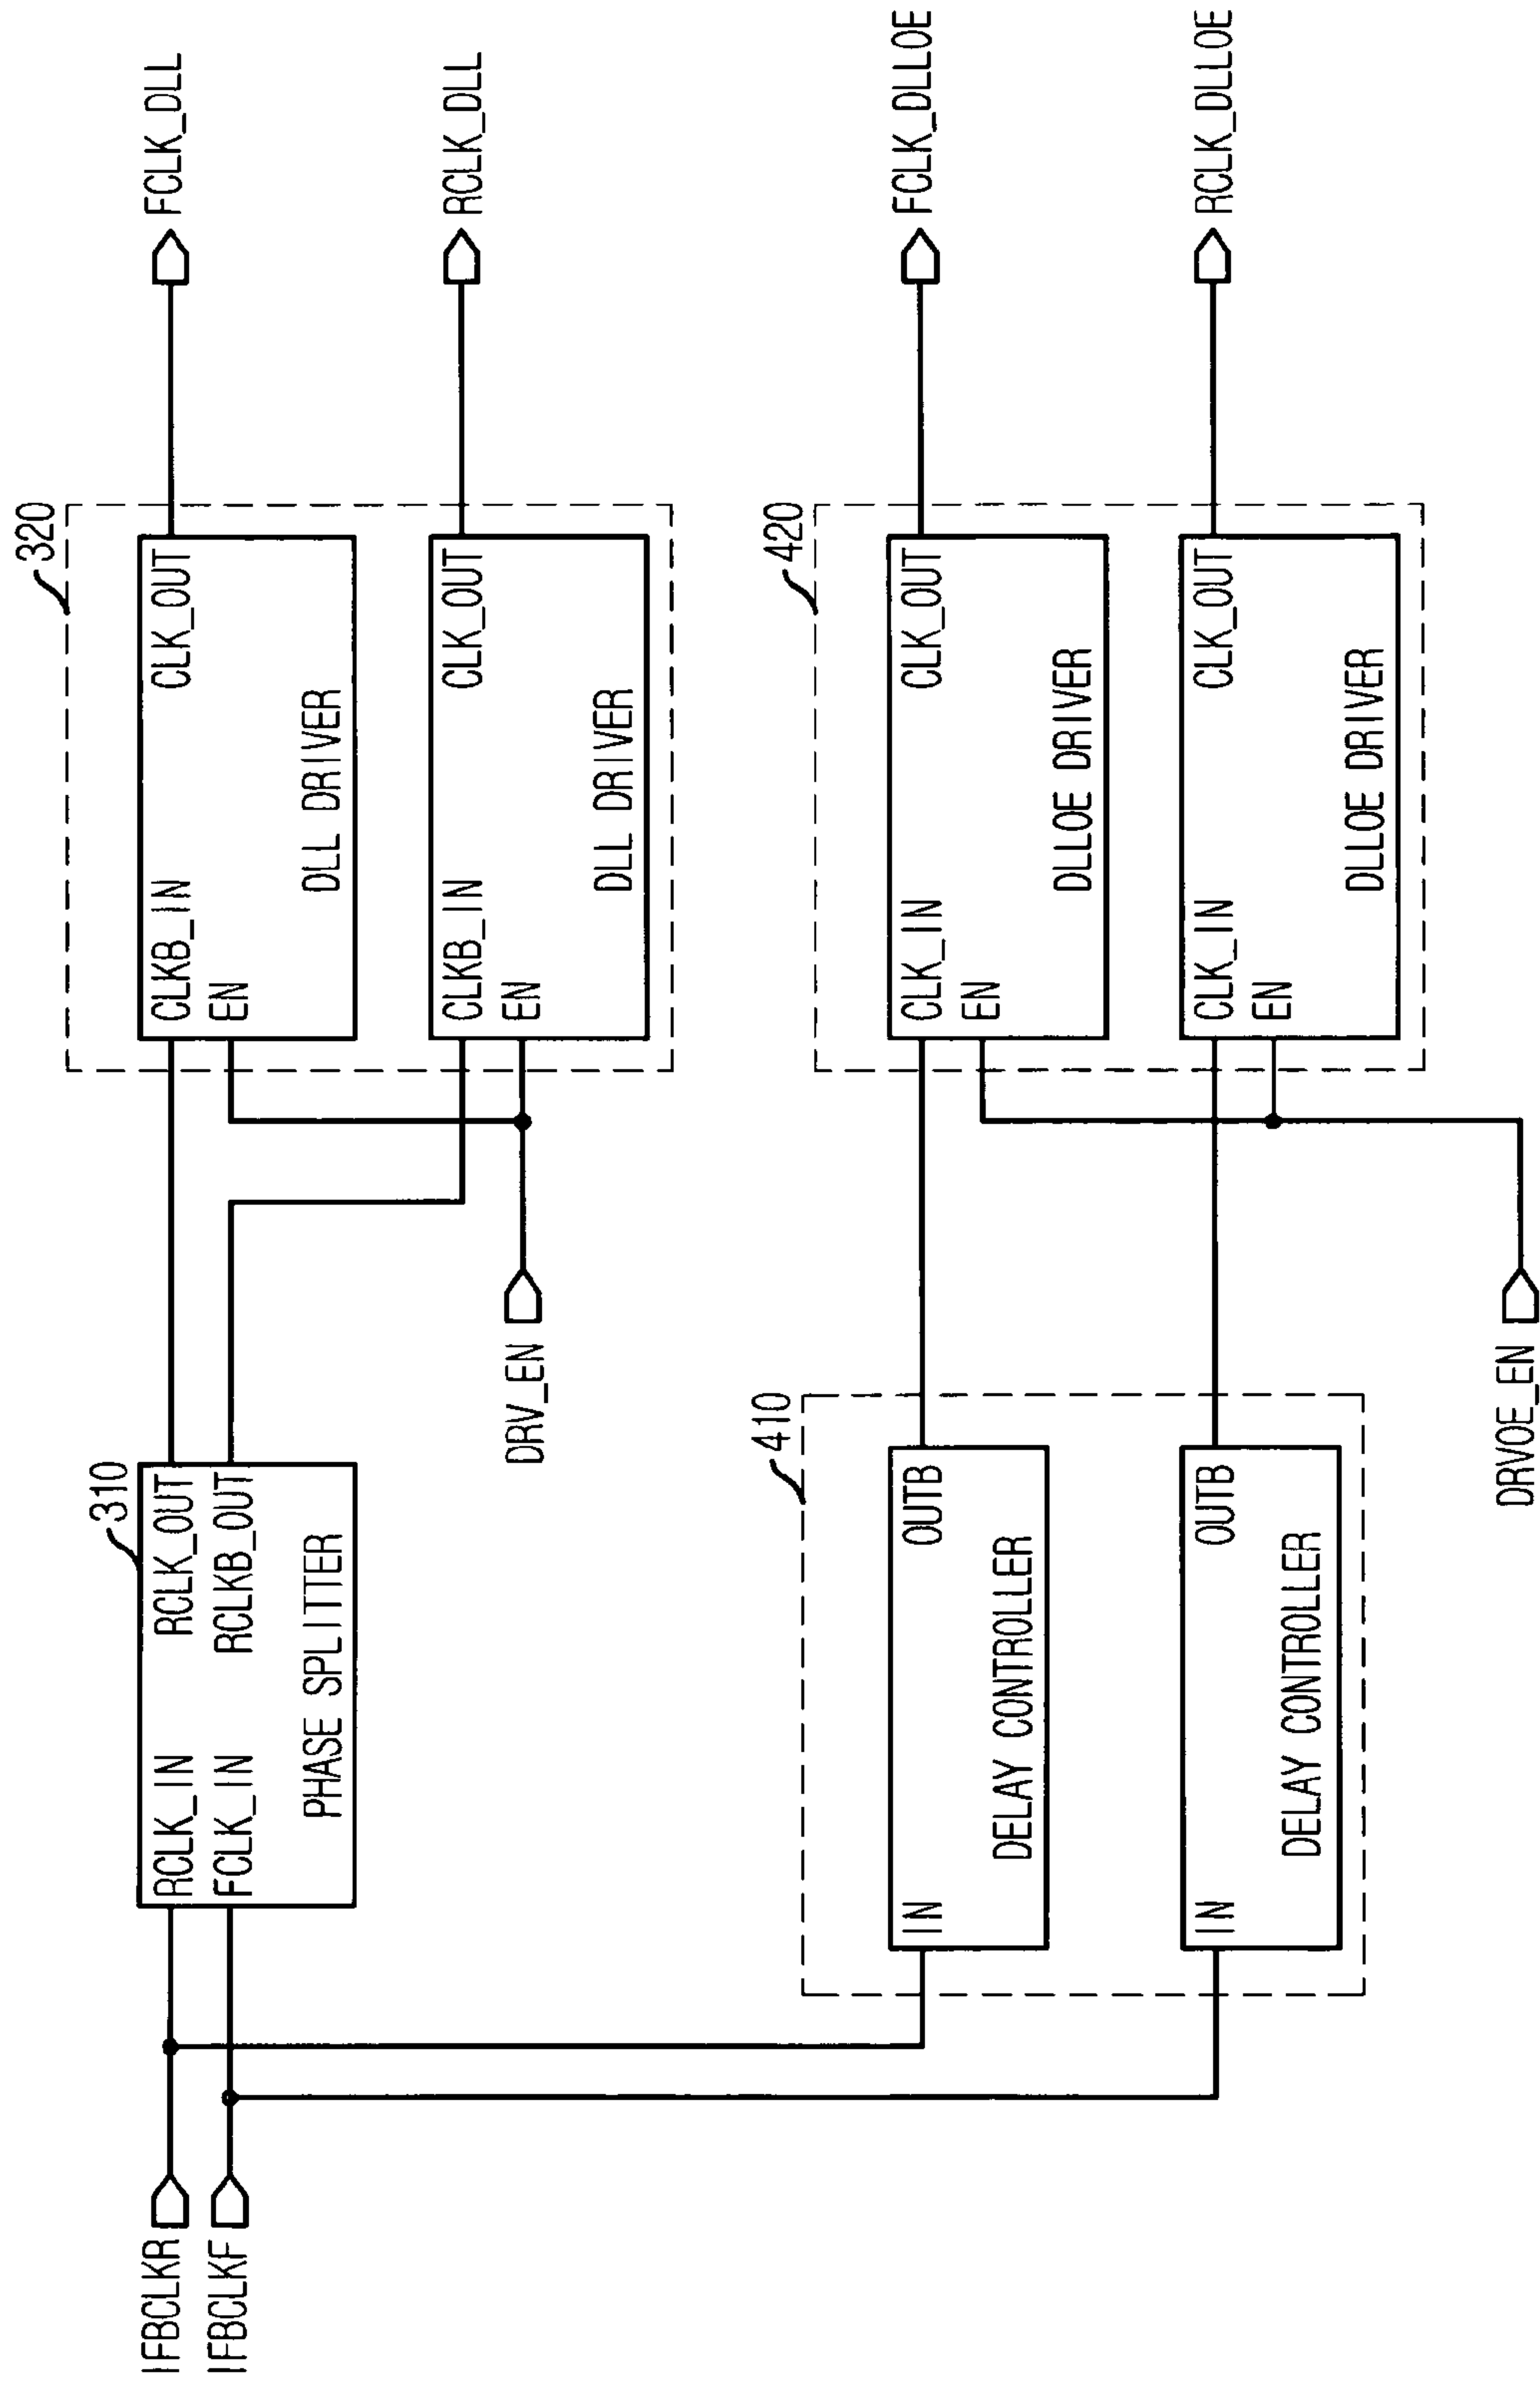 320
310
IFBCLKR
IFBCLKF
RCLK_IN
RCLK_OUT
FCLK_IN
RCLKB_OUT
PHASE SPLITTER
CLKB_IN
CLK_OUT
EN
DLL DRIVER
FCLK_DLL
CLKB_IN
CLK_OUT
EN
DLL DRIVER
RCLK_DLL
DRV_EN
410
420
IN
OUTB
DELAY CONTROLLER
CLK_IN
CLK_OUT
EN
DLLOE DRIVER
FCLK_DLLOE
IN
OUTB
DELAY CONTROLLER
CLK_IN
CLK_OUT
EN
DLLOE DRIVER
RCLK_DLLOE
DRVOE_EN